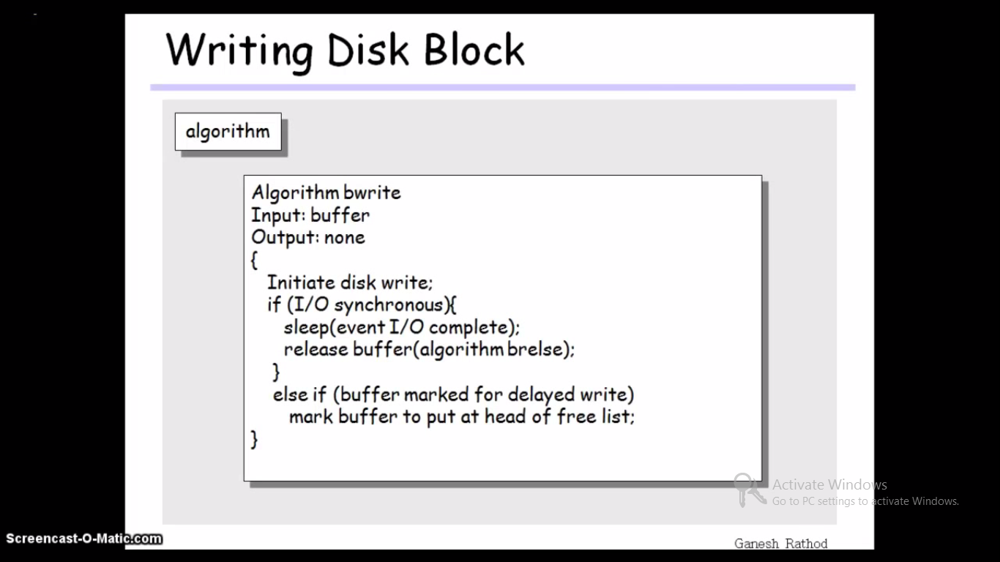 Writing Disk Block
algorithm
Algorithm bwrite
Input: buffer
Output: none
{
Initiate disk write;
if (I/O synchronous){
sleep(event I/O complete);
release buffer(algorithm brelse);
}
else if (buffer marked for delayed write)
mark buffer to put at head of free list;
}
Activate Windows
Go to PC settings to activate Windows.
Screencast-O-Matic.com
Ganesh Rathod